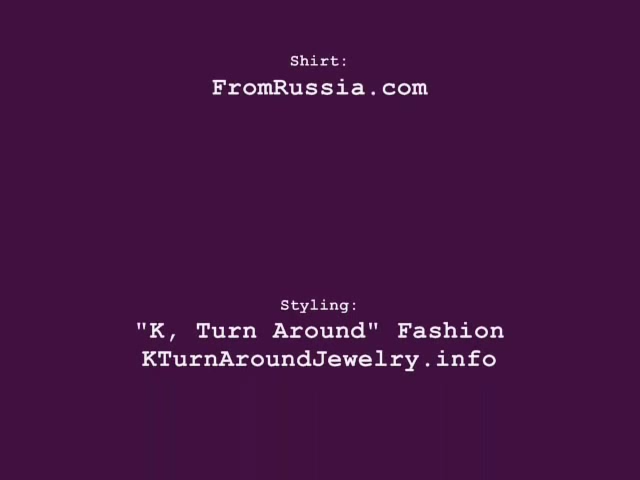 Shirt:
FromRussia.com
Styling:
"K, Turn Around" Fashion
KTurnAroundJewelry.info